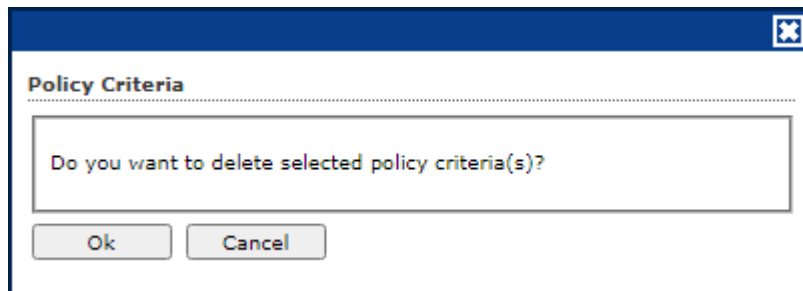 Policy Criteria
Do you want to delete selected policy criteria(s)?
Ok Cancel